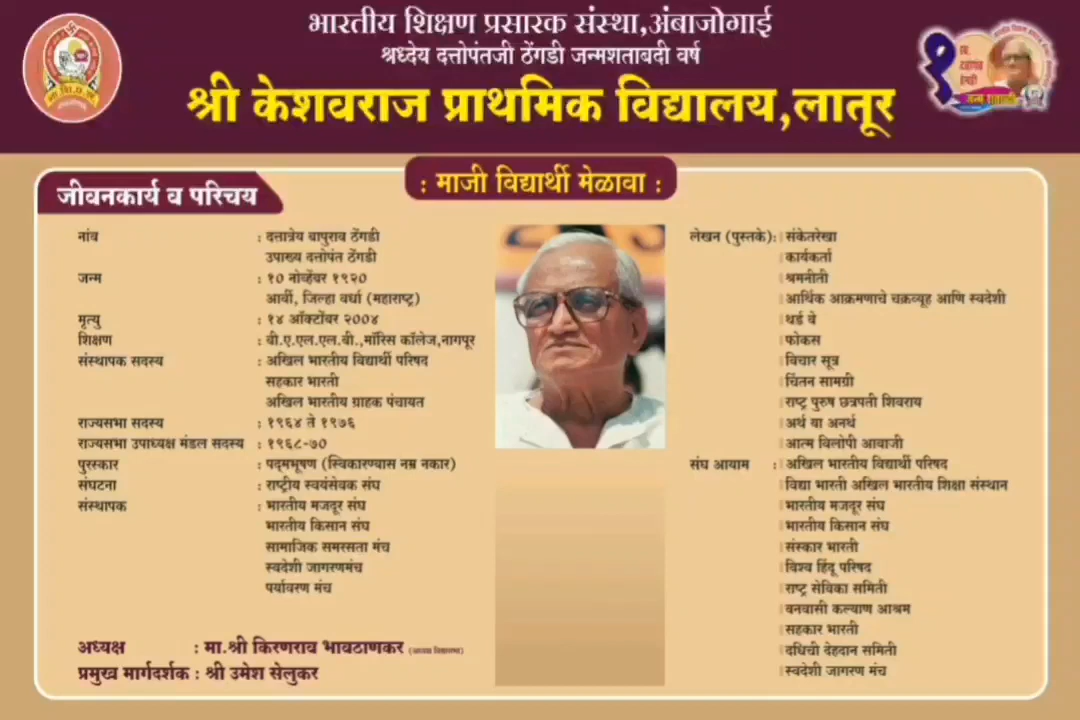 भारतीय शिक्षण प्रसारक संस्था,अंबाजोगाई
श्रध्देय दत्तोपंतजी ठेंगडी जन्मशताबदी वर्ष
श्री केशवराज प्राथमिक विद्यालय,लातूर
: माजी विद्यार्थी मेळावा :
जीवनकार्य व परिचय
नांव : दत्तात्रेय बापुराव ठेंगडी
उपाख्य दत्तोपंत ठेंगडी
जन्म : १० नोव्हेंबर १९२०
आर्वी, जिल्हा वर्धा (महाराष्ट्र)
मृत्यु : १४ ऑक्टोंबर २००४
शिक्षण : बी.ए.एल.एल.बी.,मॉरिस कॉलेज,नागपूर
संस्थापक सदस्य : अखिल भारतीय विद्यार्थी परिषद
सहकार भारती
अखिल भारतीय ग्राहक पंचायत
राज्यसभा सदस्य : १९६४ ते १९७६
राज्यसभा उपाध्यक्ष मंडल सदस्य : १९६८-७०
पुरस्कार : पद्मभूषण (स्विकारण्यास नम्र नकार)
संघटना : राष्ट्रीय स्वयंसेवक संघ
संस्थापक : भारतीय मजदूर संघ
भारतीय किसान संघ
सामाजिक समरसता मंच
स्वदेशी जागरणमंच
पर्यावरण मंच
अध्यक्ष : मा.श्री किरणराव भावठाणकर
प्रमुख मार्गदर्शक : श्री उमेश सेलुकर
लेखन (पुस्तके): संकेतरेखा
कार्यकर्ता
श्रमनीती
आर्थिक आक्रमणाचे चक्रव्यूह आणि स्वदेशी
थर्ड वे
फोकस
विचार सूत्र
चिंतन सामग्री
राष्ट्र पुरुष छत्रपती शिवराय
अर्थ या अनर्थ
आत्म विलोपी आबाजी
संघ आयाम : अखिल भारतीय विद्यार्थी परिषद
विद्या भारती अखिल भारतीय शिक्षा संस्थान
भारतीय मजदूर संघ
भारतीय किसान संघ
संस्कार भारती
विश्व हिंदू परिषद
राष्ट्र सेविका समिती
वनवासी कल्याण आश्रम
सहकार भारती
दधिची देहदान समिती
स्वदेशी जागरण मंच